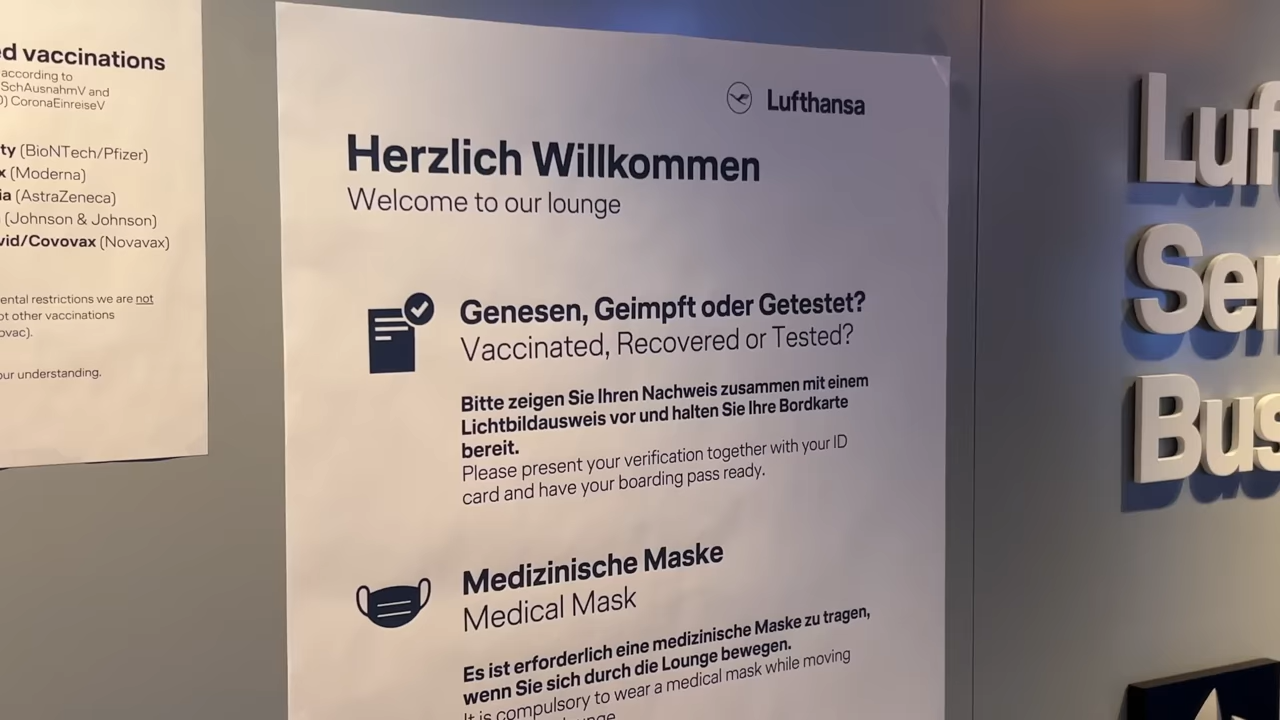 vaccinations
according to
SchAusnahmV and
CoronaEinreiseV
(BioNTech/Pfizer)
(Moderna)
(AstraZeneca)
(Johnson & Johnson)
vid/Covovax (Novavax)
ental restrictions we are not
other vaccinations
ovac).
our understanding.
Lufthansa
Herzlich Willkommen
Welcome to our lounge
Genesen, Geimpft oder Getestet?
Vaccinated, Recovered or Tested?
Bitte zeigen Sie Ihren Nachweis zusammen mit einem
Lichtbildausweis vor und halten Sie Ihre Bordkarte
bereit.
Please present your verification together with your ID
card and have your boarding pass ready.
Medizinische Maske
Medical Mask
Es ist erforderlich eine medizinische Maske zu tragen,
wenn Sie sich durch die Lounge bewegen.
It is compulsory to wear a medical mask while moving
Luf
Sen
Bus